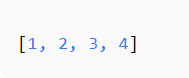 [1, 2, 3, 4]